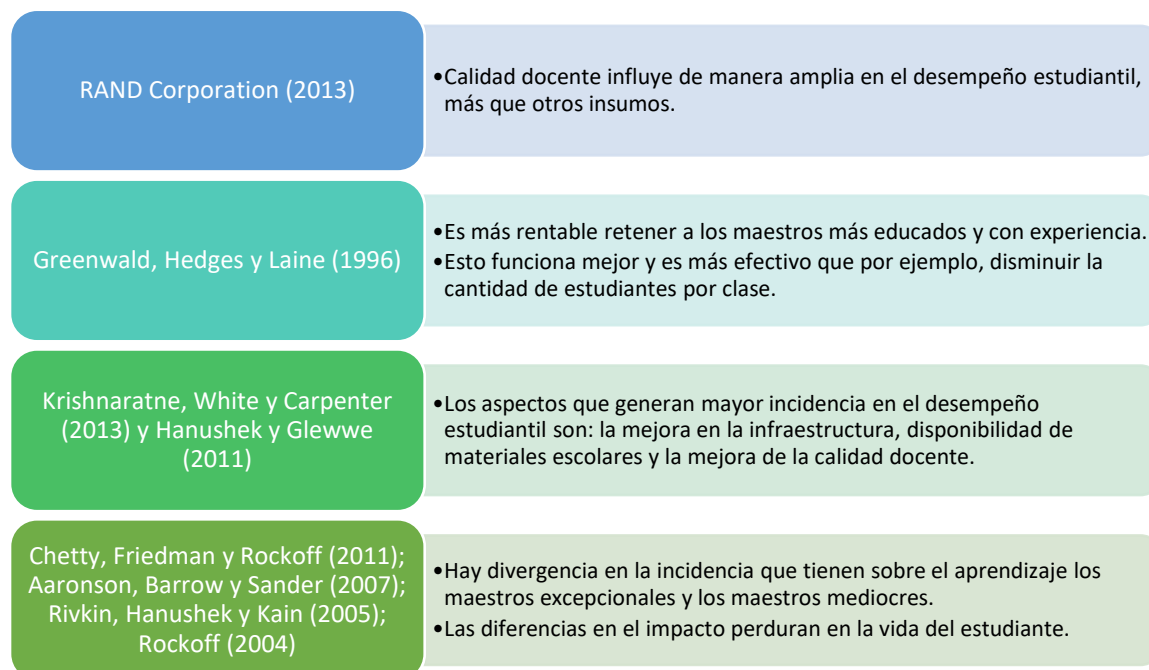 RAND Corporation (2013)
•Calidad docente influye de manera amplia en el desempeño estudiantil,
más que otros insumos.
Greenwald, Hedges y Laine (1996)
•Es más rentable retener a los maestros más educados y con experiencia.
•Esto funciona mejor y es más efectivo que por ejemplo, disminuir la
cantidad de estudiantes por clase.
Krishnaratne, White y Carpenter
(2013) y Hanushek y Glewwe
(2011)
•Los aspectos que generan mayor incidencia en el desempeño
estudiantil son: la mejora en la infraestructura, disponibilidad de
materiales escolares y la mejora de la calidad docente.
Chetty, Friedman y Rockoff (2011);
Aaronson, Barrow y Sander (2007);
Rivkin, Hanushek y Kain (2005);
Rockoff (2004)
•Hay divergencia en la incidencia que tienen sobre el aprendizaje los
maestros excepcionales y los maestros mediocres.
•Las diferencias en el impacto perduran en la vida del estudiante.